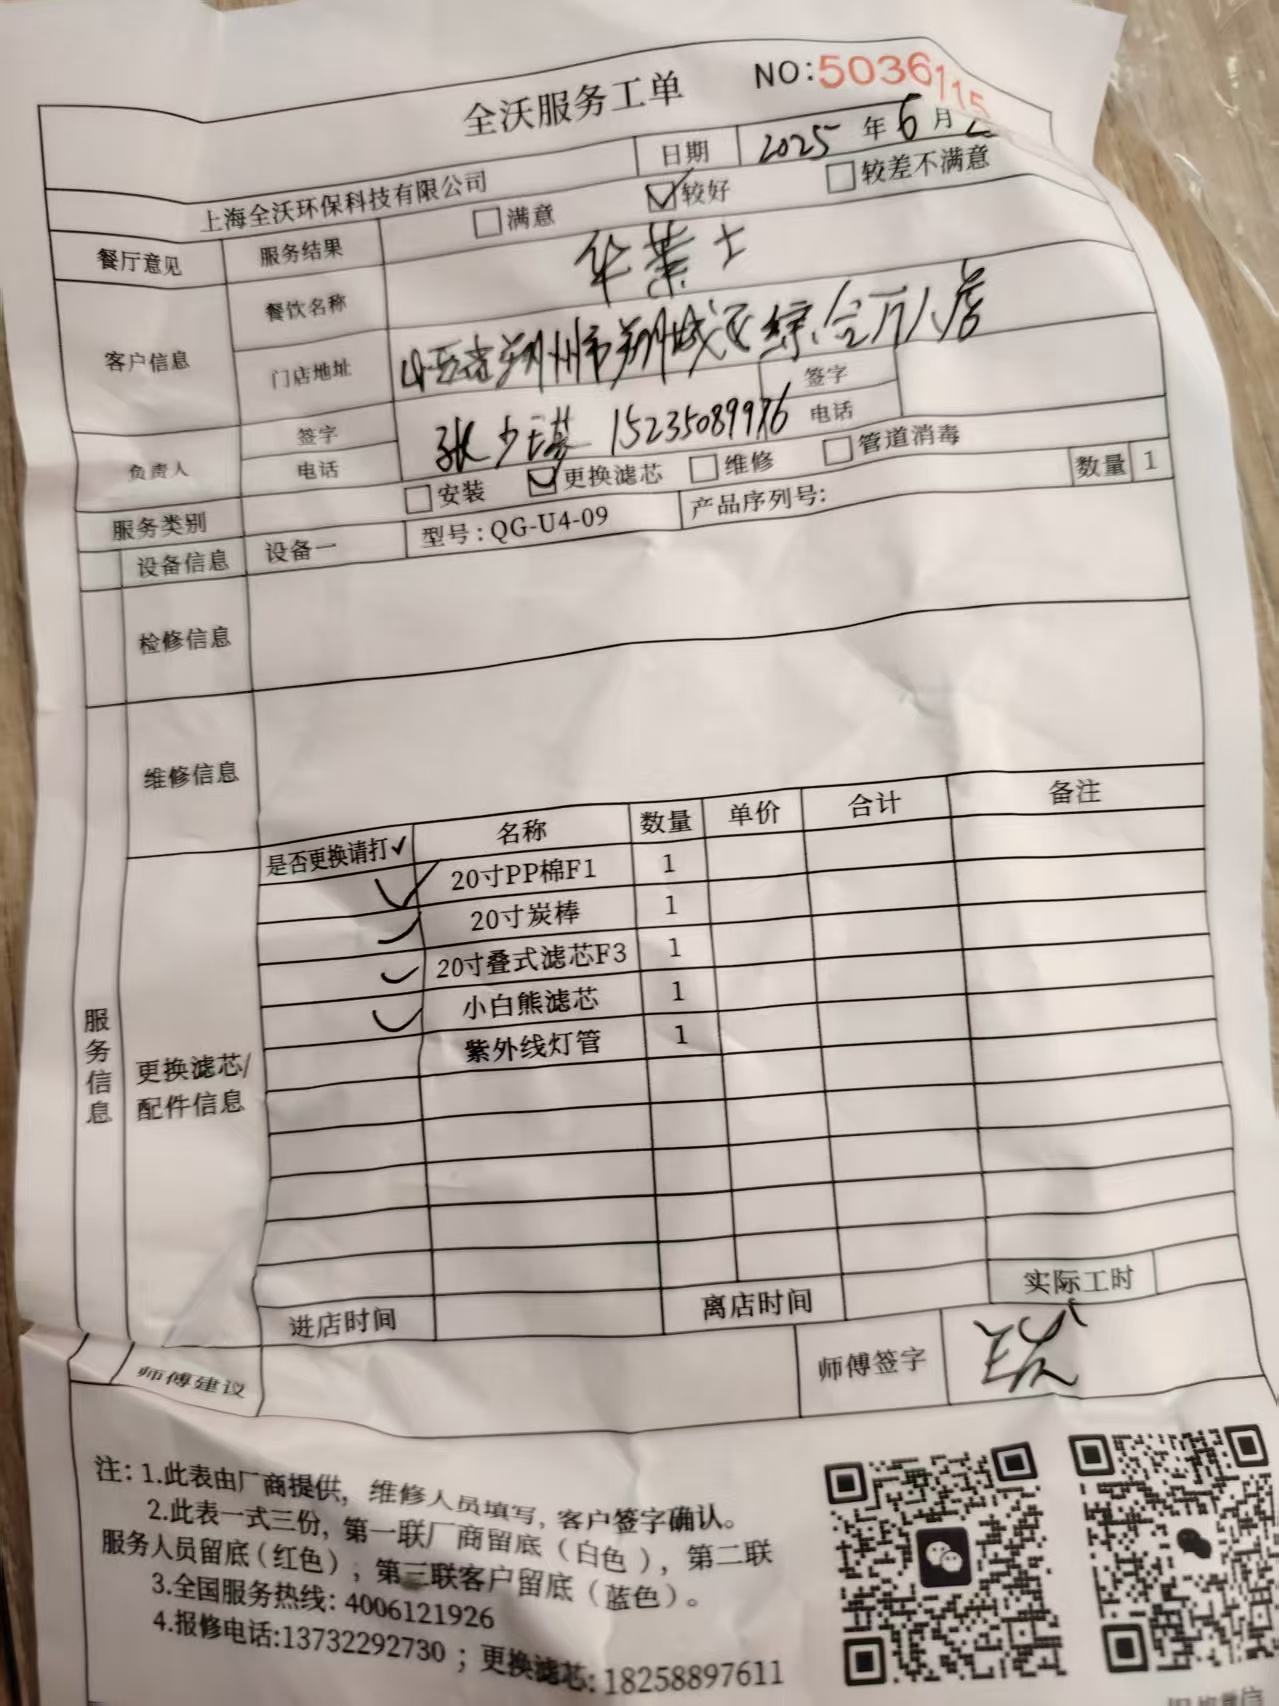 全沃服务工单 NO:5036115
上海全沃环保科技有限公司 日期 2025 年 6 月
餐厅意见 服务结果 满意 较好 较差不满意
客户信息 餐饮名称 华莱士
门店地址 山西省朔州市朔城区综合 店
负责人 签字 张少 签字
电话 15235089976 电话
服务类别 安装 更换滤芯 维修 管道消毒
设备信息 设备一 型号:QG-U4-09 产品序列号: 数量 1
检修信息
维修信息
服务信息
更换滤芯/
配件信息
是否更换请打✓ 名称 数量 单价 合计 备注
✓ 20寸PP棉F1 1
✓ 20寸炭棒 1
✓ 20寸叠式滤芯F3 1
✓ 小白熊滤芯 1
紫外线灯管 1
进店时间 离店时间 实际工时
师傅建议 师傅签字
注: 1.此表由厂商提供, 维修人员填写, 客户签字确认。
2.此表一式三份, 第一联厂商留底(白色), 第二联
服务人员留底(红色); 第三联客户留底(蓝色)。
3.全国服务热线: 4006121926
4.报修电话:13732292730 ; 更换滤芯: 18258897611